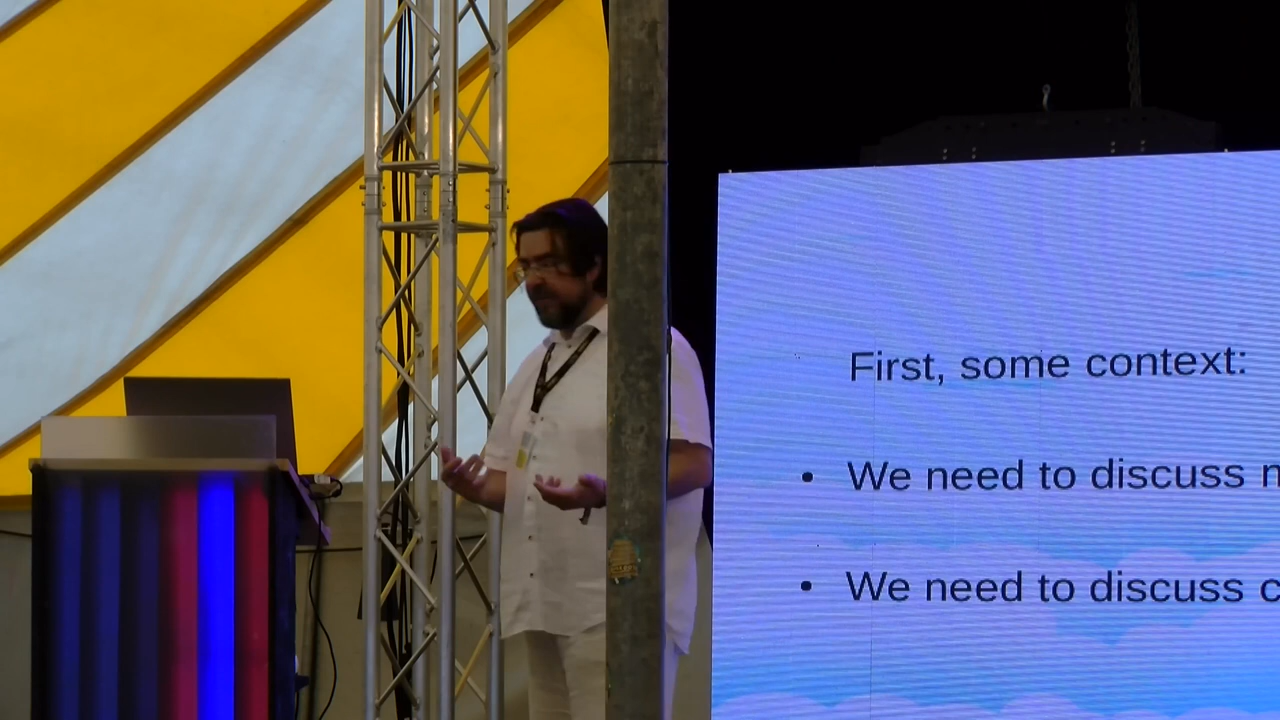 First, some context:
• We need to discuss
• We need to discuss